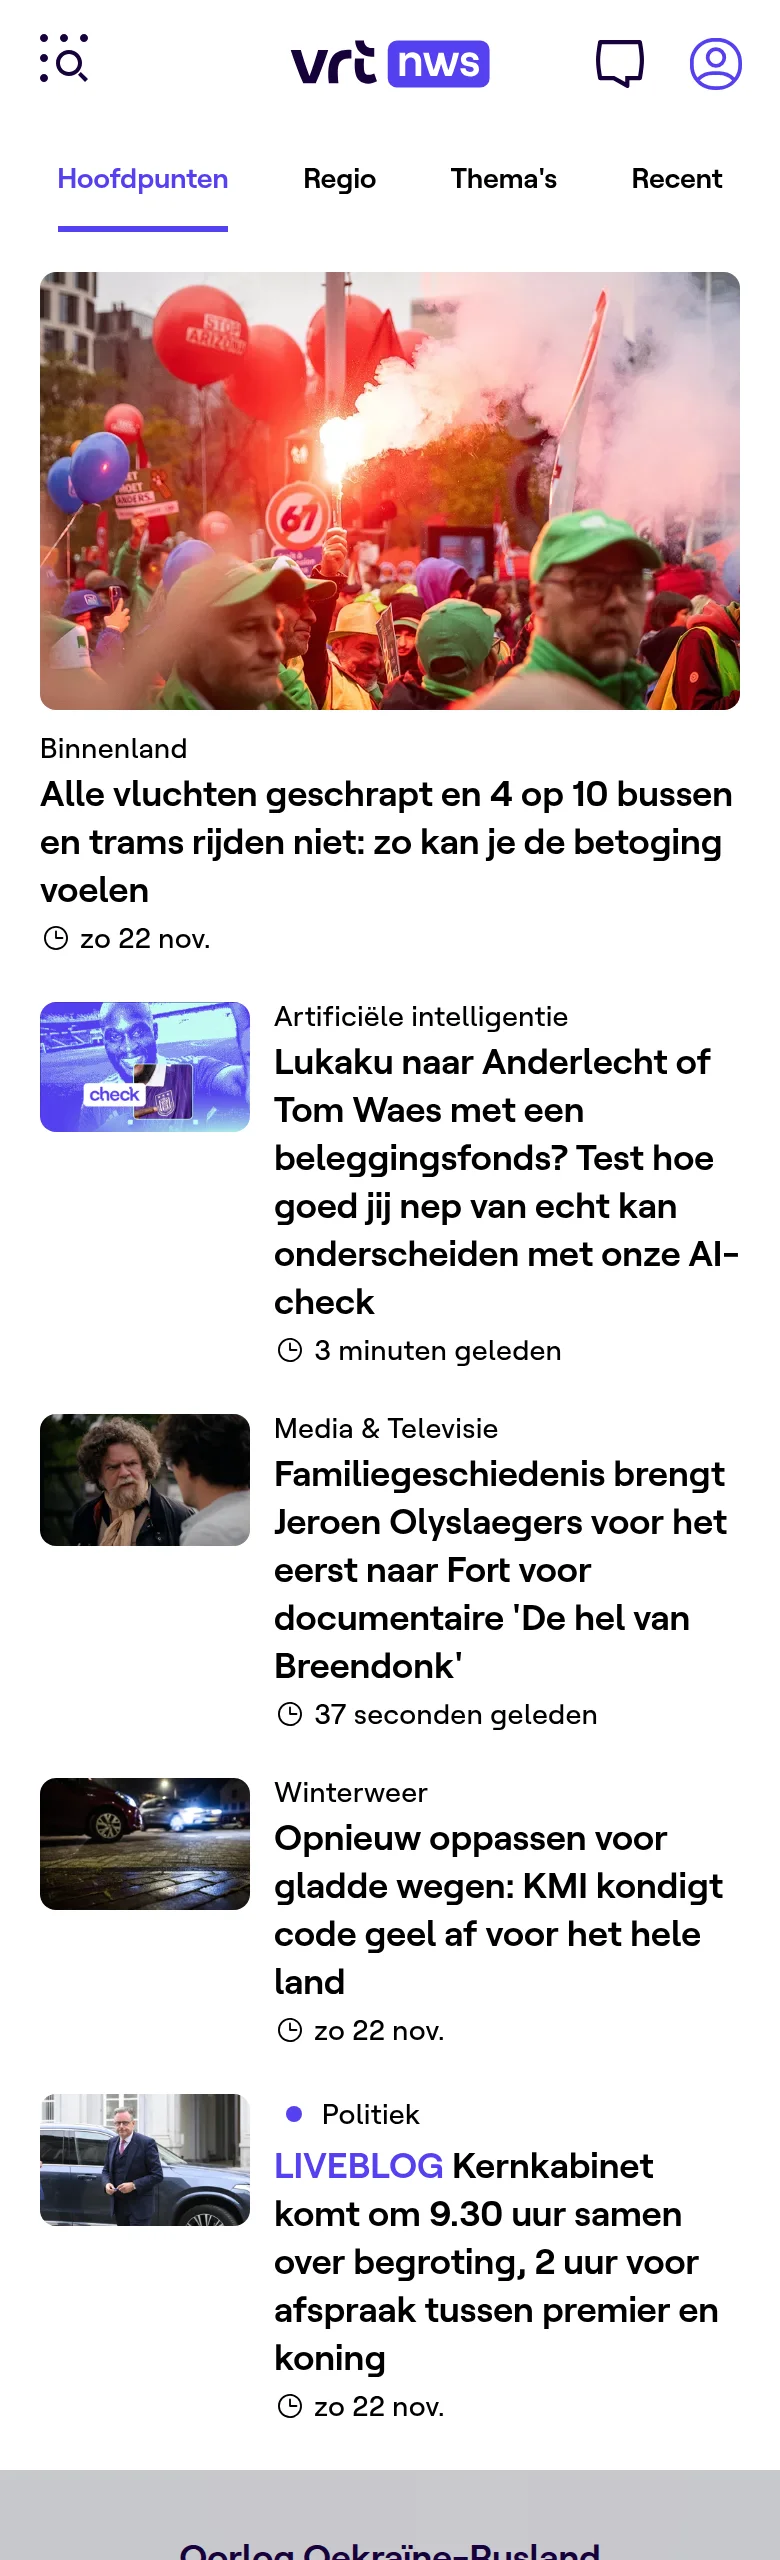 vrt nws
Hoofdpunten Regio Thema's Recent
STOP
ARIZONA
67
Binnenland
Alle vluchten geschrapt en 4 op 10 bussen
en trams rijden niet: zo kan je de betoging
voelen
zo 22 nov.
check
Artificiële intelligentie
Lukaku naar Anderlecht of
Tom Waes met een
beleggingsfonds? Test hoe
goed jij nep van echt kan
onderscheiden met onze AI-
check
3 minuten geleden
Media & Televisie
Familiegeschiedenis brengt
Jeroen Olyslaegers voor het
eerst naar Fort voor
documentaire 'De hel van
Breendonk'
37 seconden geleden
Winterweer
Opnieuw oppassen voor
gladde wegen: KMI kondigt
code geel af voor het hele
land
zo 22 nov.
Politiek
LIVEBLOG Kernkabinet
komt om 9.30 uur samen
over begroting, 2 uur voor
afspraak tussen premier en
koning
zo 22 nov.
Oorlog Oekraïne-Rusland